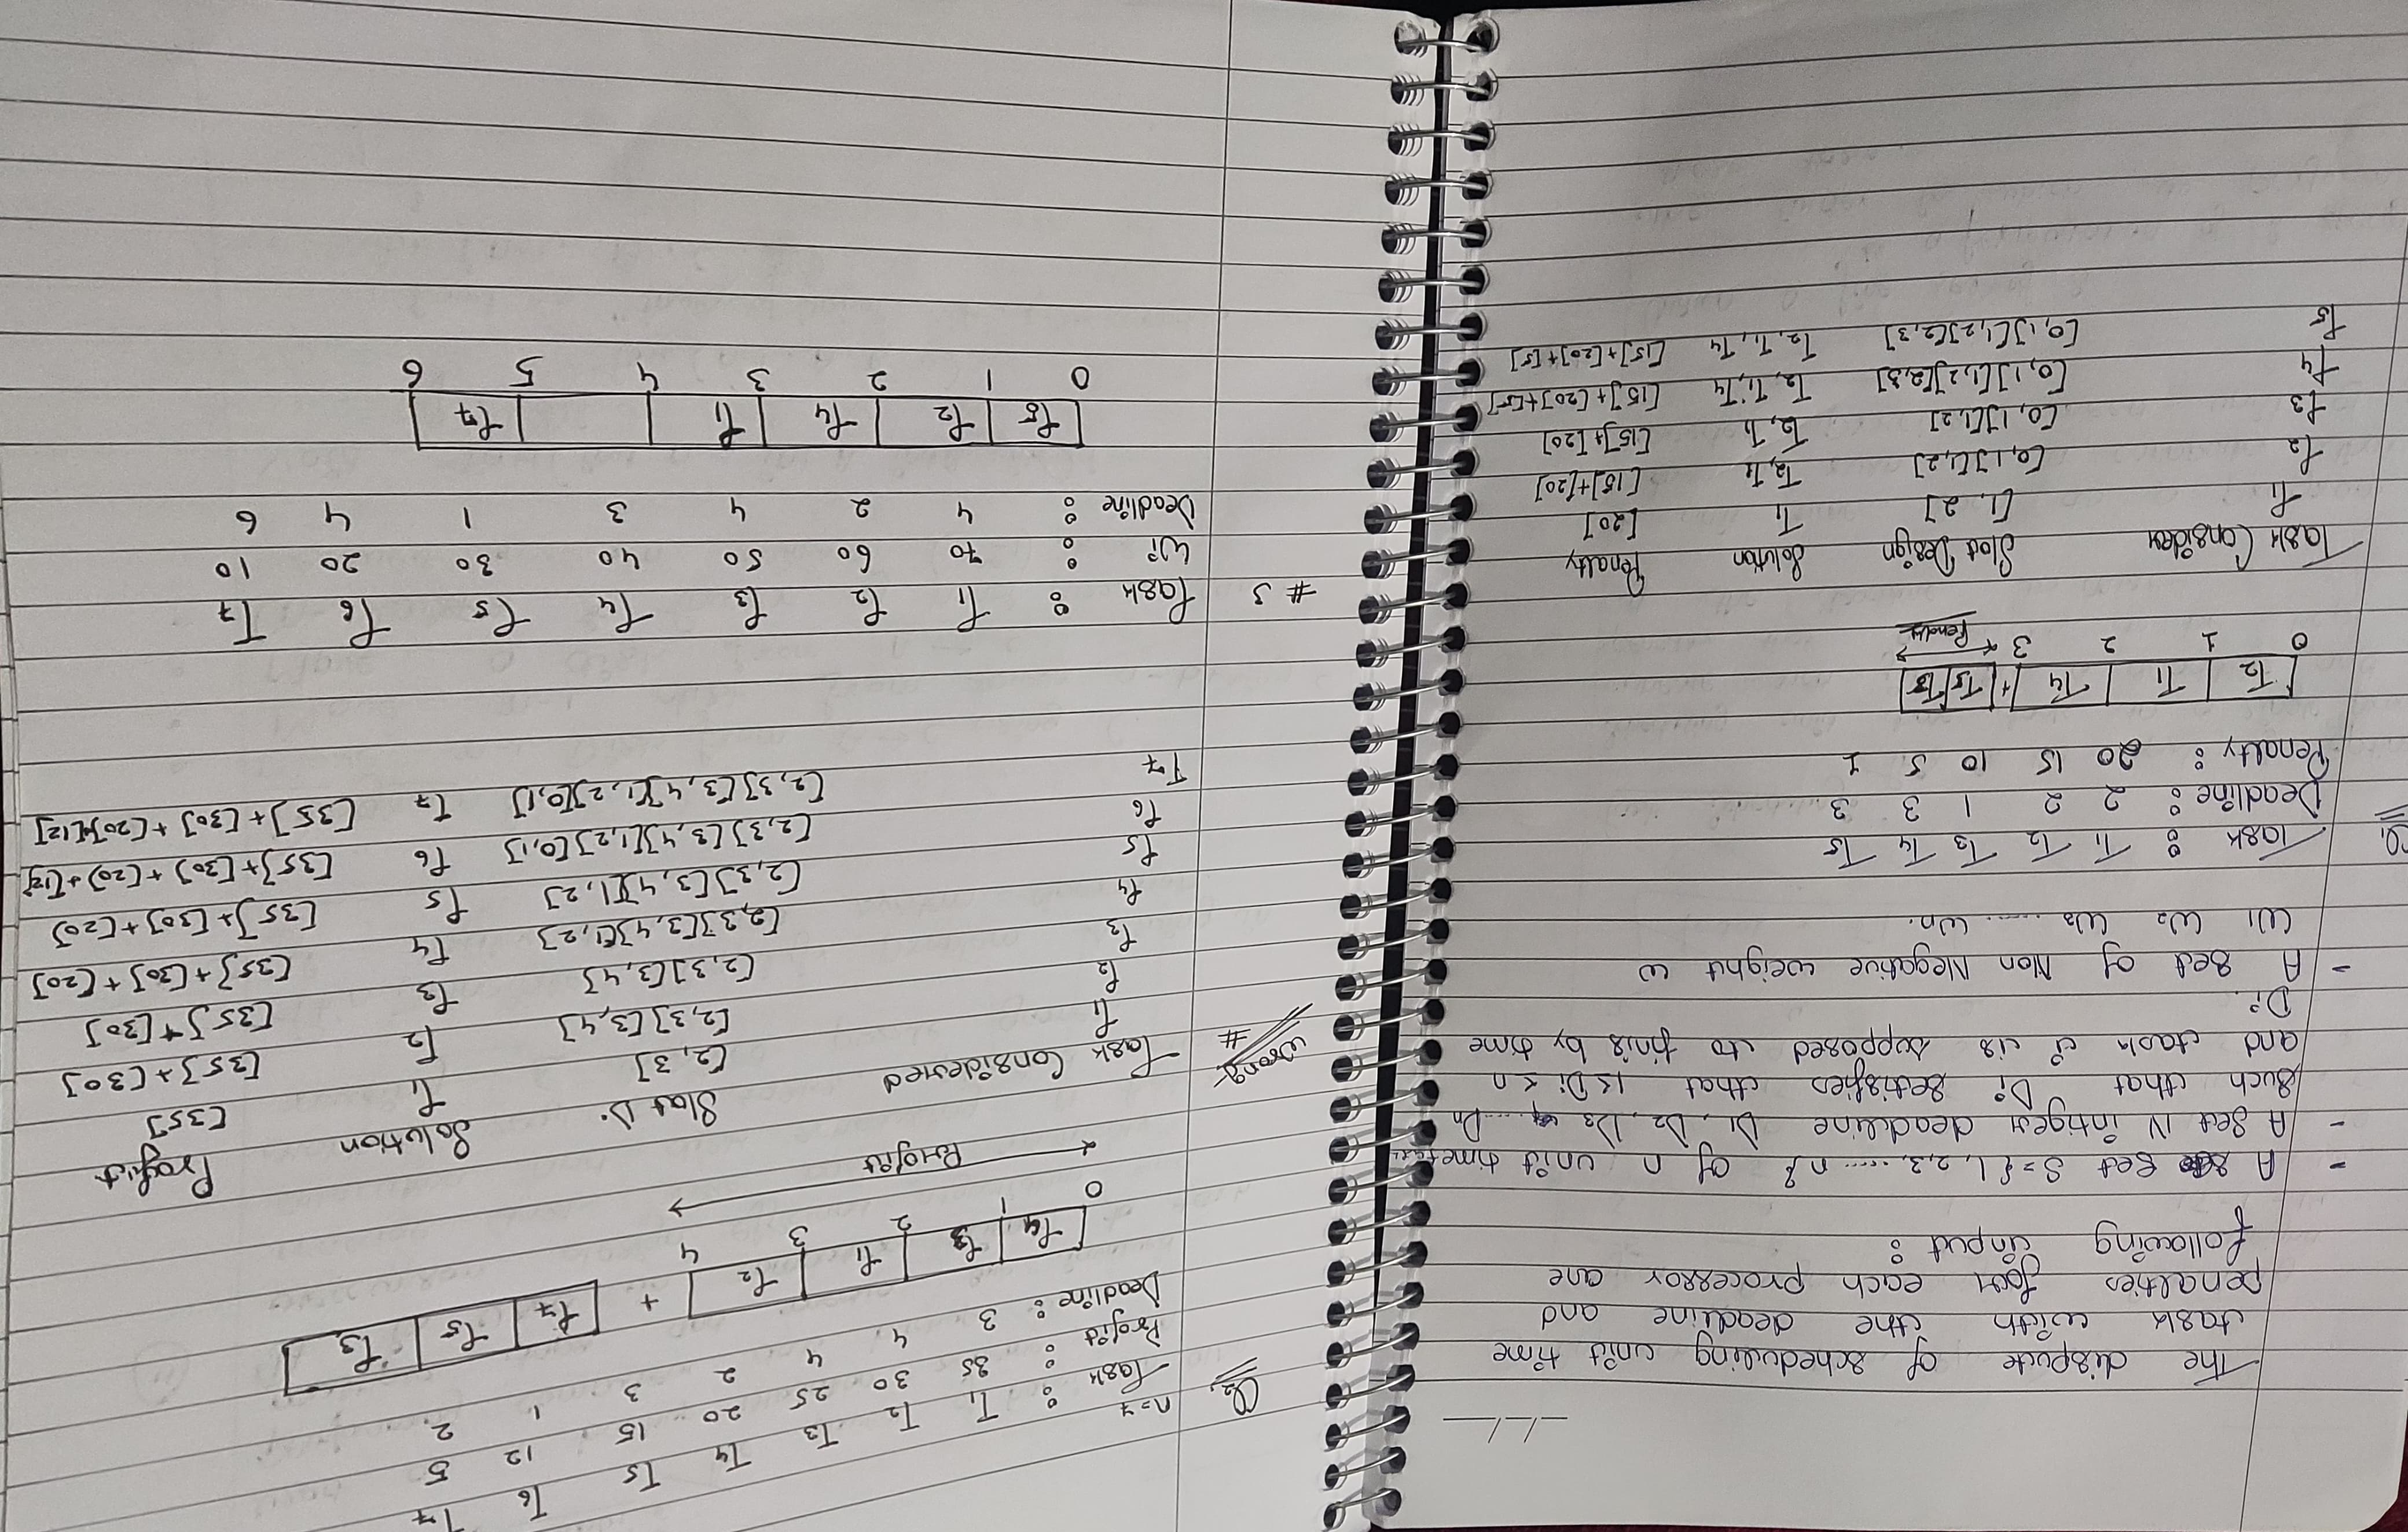 The dispute of scheduling unit time
task with the deadline and
penalties for each processor are
following input :
- A Set S = { 1, 2, 3, ..... n } of n unit time
- A Set N intiger deadline D1, D2, D3 ...... Dn
Such that Di satisfies that 1 ≤ Di ≤ n
and task i is supposed to finis by time
Di.
- A Set of Non Negative weight w
w1 w2 w3 ....... wn.
Q1 Task : T1 T2 T3 T4 T5
Deadline : 2 2 1 3 3
Penalty : 20 15 10 5 1
T2 T1 T4 + T5 T5
0 1 2 3 Penalty
Task Consider Slot Design Solution Penalty
T1 [1, 2] T1 [20]
T2 [0,1][1,2] T2, T1 [15]+[20]
T3 [0,1][1,2] T2, T1 [15]+[20]
T4 [0,1][1,2][2,3] T2, T1, T4 [15]+[20]+[5]
T5 [0,1][1,2][2,3] T2, T1, T4 [15]+[20]+[5]
Q2 n=7
Task : T1 T2 T3 T4 T5 T6 T7
Profit : 35 30 25 20 15 12 5
Deadline : 3 4 4 2 3 1 2
T4 T3 T1 T2 + T7 T5 T3
0 1 2 3 4
Profit
wrong # Task Considered Slot D. Solution Profit
T1 [2,3] T1 [35]
T2 [2,3][3,4] T2 [35]+[30]
T3 [2,3][3,4] T3 [35]+[30]
T4 [2,3][3,4][1,2] T4 [35]+[30]+[20]
T5 [2,3][3,4][1,2] T5 [35]+[30]+[20]
T6 [2,3][3,4][1,2][0,1] T6 [35]+[30]+[20]+[12]
T7 [2,3][3,4][1,2][0,1] T7 [35]+[30]+[20]+[12]
# 3 Task : T1 T2 T3 T4 T5 T6 T7
Wi : 70 60 50 40 30 20 10
Deadline : 4 2 4 3 1 4 6
T5 T2 T4 T1 T7
0 1 2 3 4 5 6